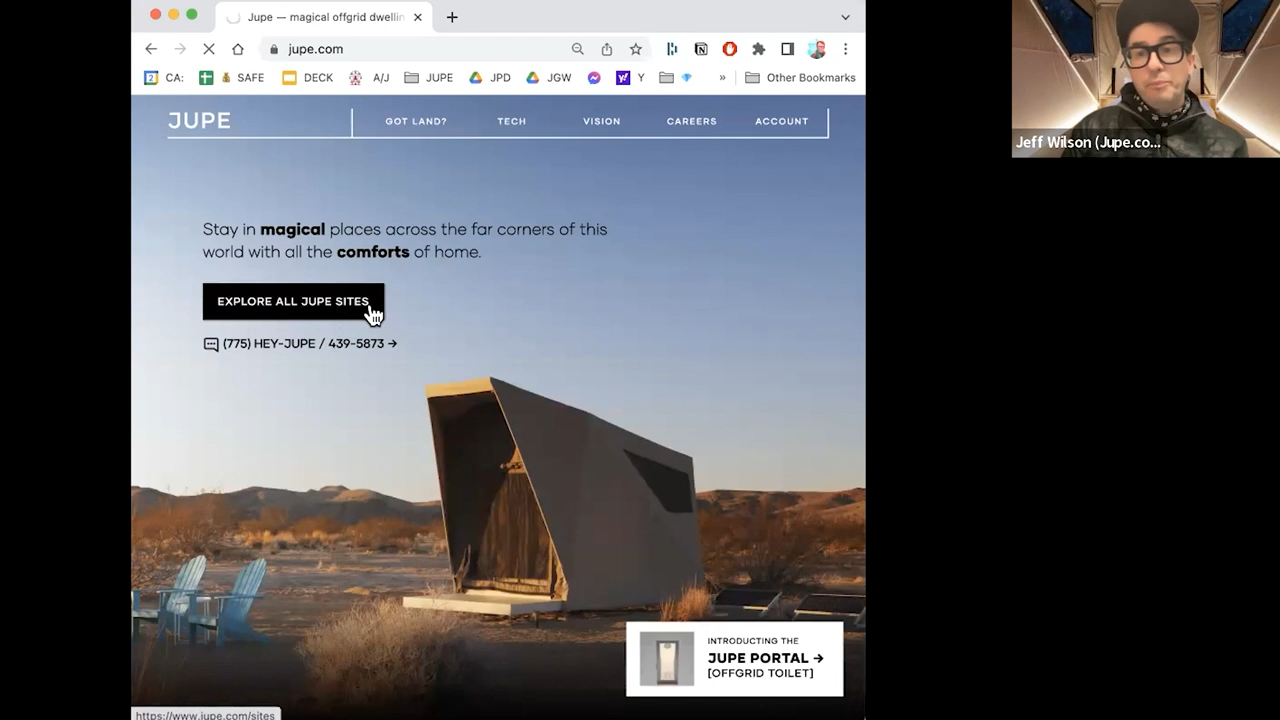 Jupe — magical offgrid dwellin
jupe.com
CA:
SAFE
DECK
A/J
JUPE
JPD
JGW
Y
»
Other Bookmarks
JUPE
GOT LAND?
TECH
VISION
CAREERS
ACCOUNT
Stay in magical places across the far corners of this
world with all the comforts of home.
EXPLORE ALL JUPE SITES
(775) HEY-JUPE / 439-5873 →
INTRODUCING THE
JUPE PORTAL →
[OFFGRID TOILET]
https://www.jupe.com/sites
Jeff Wilson (Jupe.co...